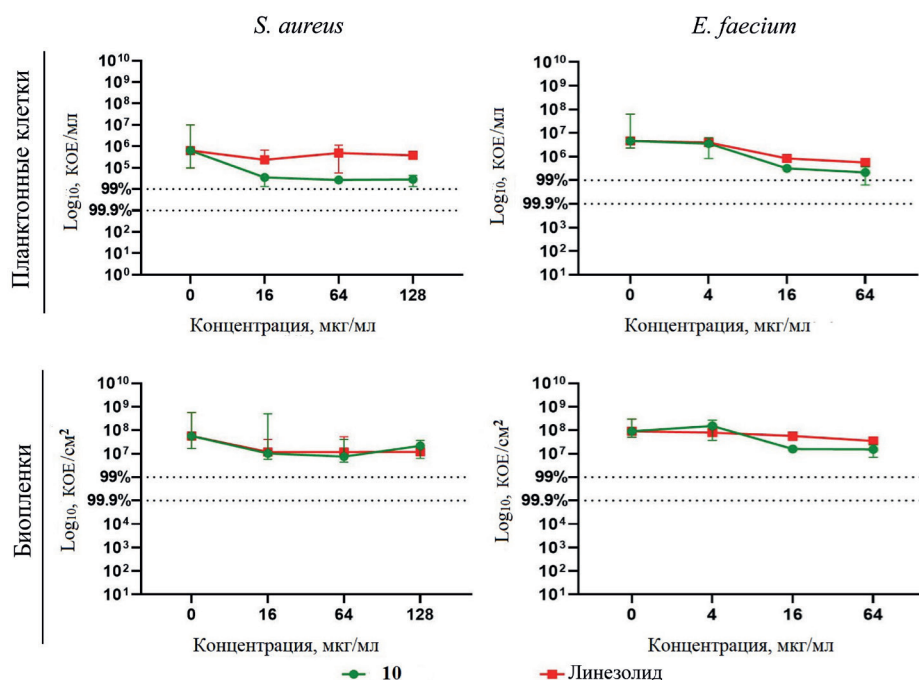 S. aureus
E. faecium
Планктонные клетки
Log₁₀, КОЕ/мл
10¹⁰
10⁹
10⁸
10⁷
10⁶
10⁵
99%
99.9%
10²
10¹
10⁰
0 16 64 128
Концентрация, мкг/мл
Log₁₀, КОЕ/мл
10¹⁰
10⁹
10⁸
10⁷
10⁶
99%
99.9%
10³
10²
10¹
0 4 16 64
Концентрация, мкг/мл
Биопленки
Log₁₀, КОЕ/см²
10¹⁰
10⁹
10⁸
10⁷
99%
99.9%
10⁴
10³
10²
10¹
0 16 64 128
Концентрация, мкг/мл
Log₁₀, КОЕ/см²
10¹⁰
10⁹
10⁸
10⁷
99%
99.9%
10⁴
10³
10²
10¹
0 4 16 64
Концентрация, мкг/мл
10 Линезолид